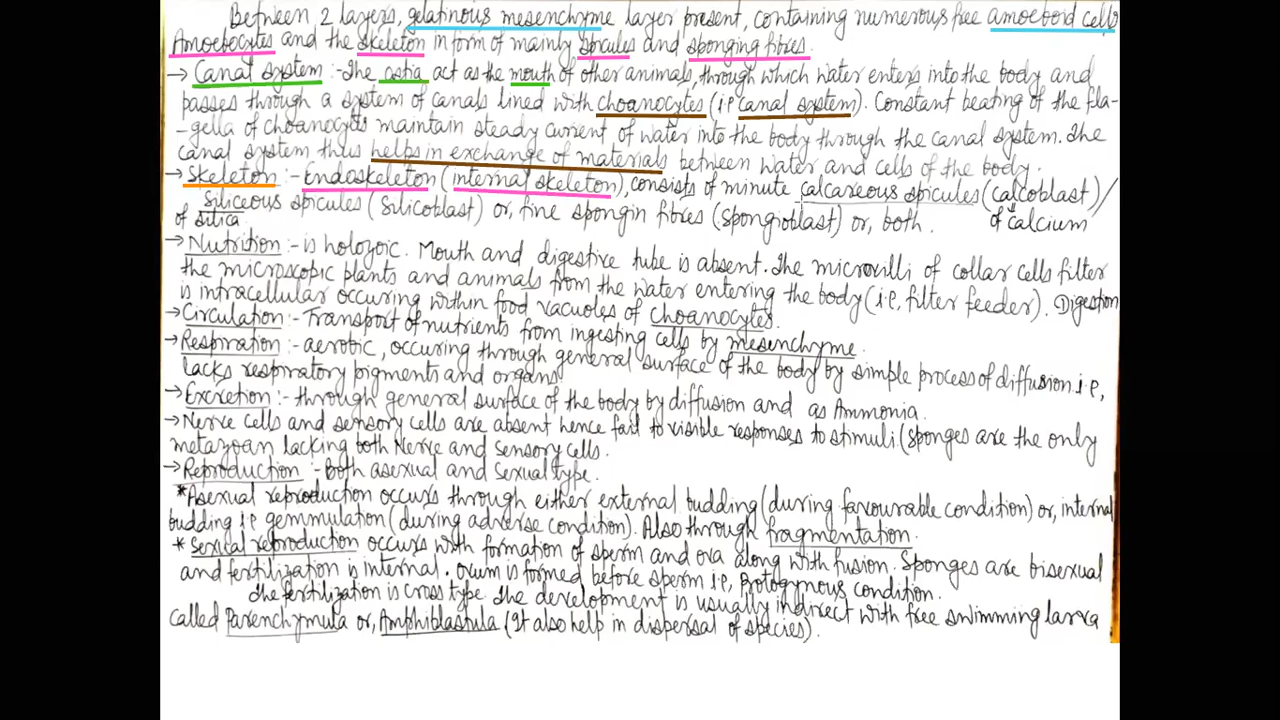 Between 2 layers, gelatinous mesenchyme layer present, containing numerous free amoeboid cells
Amoebocytes and the skeleton in form of mainly spicules and sponging fibres.
→ Canal system :- The ostia act as the mouth of other animals, through which water enters into the body and
passes through a system of canals lined with choanocytes (i.e canal system). Constant beating of the fla-
-gella of choanocytes maintain steady current of water into the body through the canal system. The
canal system thus helps in exchange of materials between water and cells of the body.
→ Skeleton :- Endoskeleton (internal skeleton), consists of minute calcareous spicules (calcoblast) /
Siliceous spicules (Silicoblast) or, fine spongin fibres (Spongioblast) or, both.
of silica of calcium
→ Nutrition :- is holozoic. Mouth and digestive tube is absent. The microvilli of collar cells filter
the microscopic plants and animals from the water entering the body (i.e, filter feeder). Digestion
is intracellular occuring within food vacuoles of choanocytes.
→ Circulation :- Transport of nutrients from ingesting cells by mesenchyme.
→ Respiration :- aerobic, occuring through general surface of the body by simple process of diffusion i.e,
lacks respiratory pigments and organs.
→ Excretion :- through general surface of the body by diffusion and as Ammonia.
→ Nerve cells and sensory cells are absent hence fail to visible responses to stimuli. (Sponges are the only
metazoan lacking both Nerve and sensory cells.
→ Reproduction :- Both asexual and Sexual type.
* Asexual reproduction occurs through either external budding (during favourable condition) or, internal
budding i.e gemmulation (during adverse condition). Also through fragmentation.
* Sexual reproduction occurs with formation of sperm and ova along with fusion. Sponges are bisexual
and fertilization is internal. Ovum is formed before sperm i.e, Protogynous condition.
The fertilization is cross type. The development is usually indirect with free swimming larva
called Parenchymula or, Amphiblastula (It also help in dispersal of species).